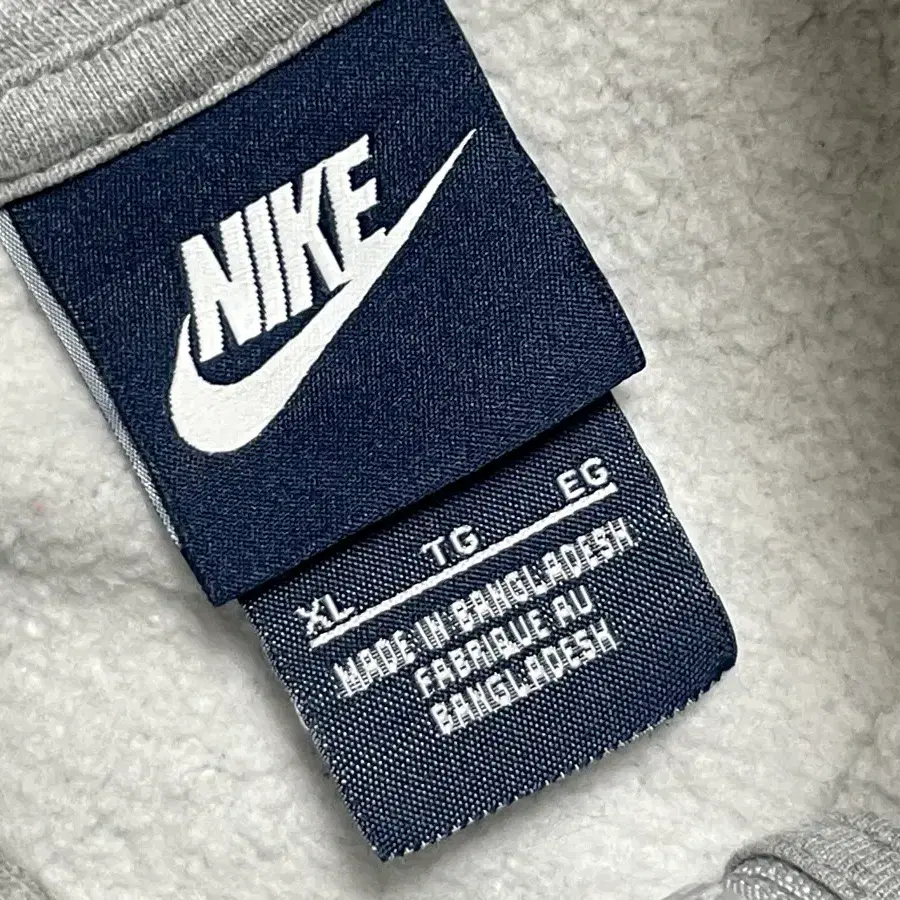 NIKE
XL TG EG
MADE IN BANGLADESH
FABRIQUE AU
BANGLADESH